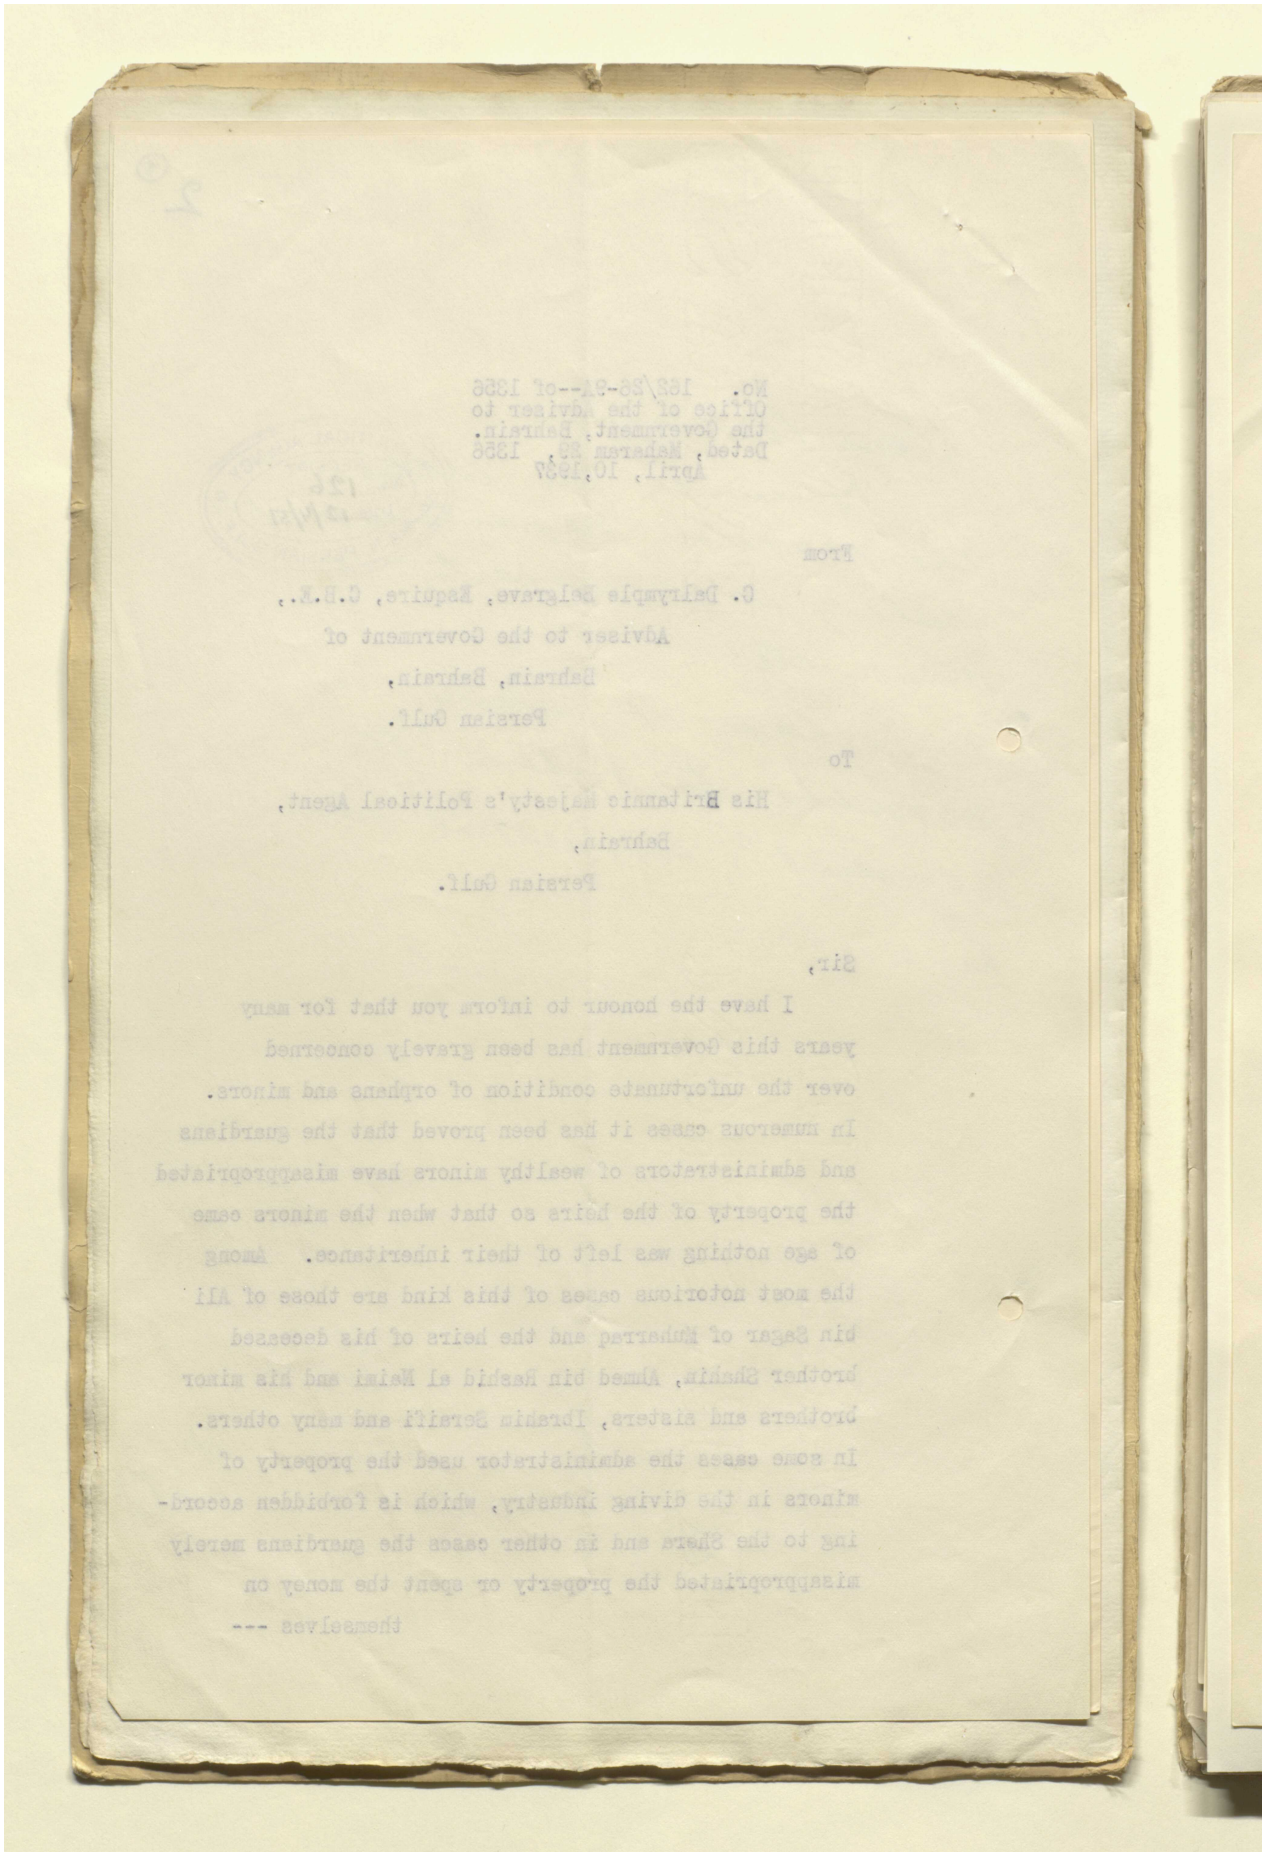 2
No. 162/26-9A--of 1356
Office of the Adviser to
the Government, Bahrain.
Dated, Maharam 29, 1356
April, 10,1937
126
12/4/37
From
C. Dalrymple Belgrave, Esquire, C.B.E.,
Adviser to the Government of
Bahrain, Bahrain,
Persian Gulf.
To
His Britannic Majesty's Political Agent,
Bahrain,
Persian Gulf.
Sir,
I have the honour to inform you that for many
years this Government has been gravely concerned
over the unfortunate condition of orphans and minors.
In numerous cases it has been proved that the guardians
and administrators of wealthy minors have misappropriated
the property of the heirs so that when the minors came
of age nothing was left of their inheritance. Among
the most notorious cases of this kind are those of Ali
bin Sagar of Muharraq and the heirs of his deceased
brother Shahin, Ahmed bin Rashid al Naimi and his minor
brothers and sisters, Ibrahim Seraifi and many others.
In some cases the administrator used the property of
minors in the diving industry, which is forbidden accord-
ing to the Shera and in other cases the guardians merely
misappropriated the property or spent the money on
themselves ---